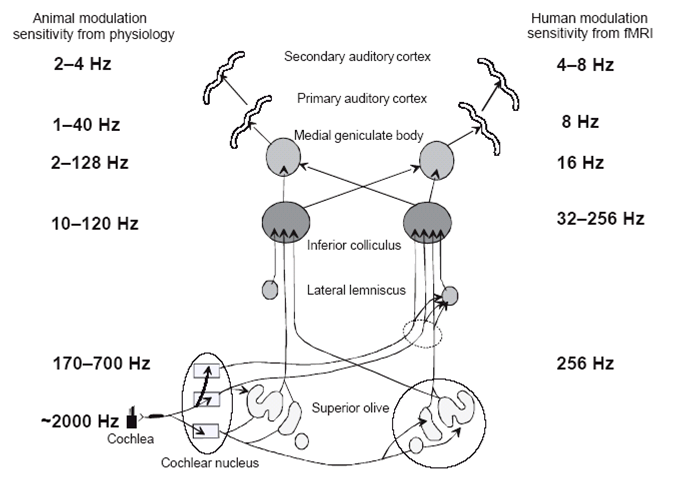 Animal modulation
sensitivity from physiology
Human modulation
sensitivity from fMRI
2–4 Hz
Secondary auditory cortex
4–8 Hz
Primary auditory cortex
1–40 Hz
8 Hz
Medial geniculate body
2–128 Hz
16 Hz
10–120 Hz
32–256 Hz
Inferior colliculus
Lateral lemniscus
170–700 Hz
256 Hz
Superior olive
~2000 Hz
Cochlea
Cochlear nucleus